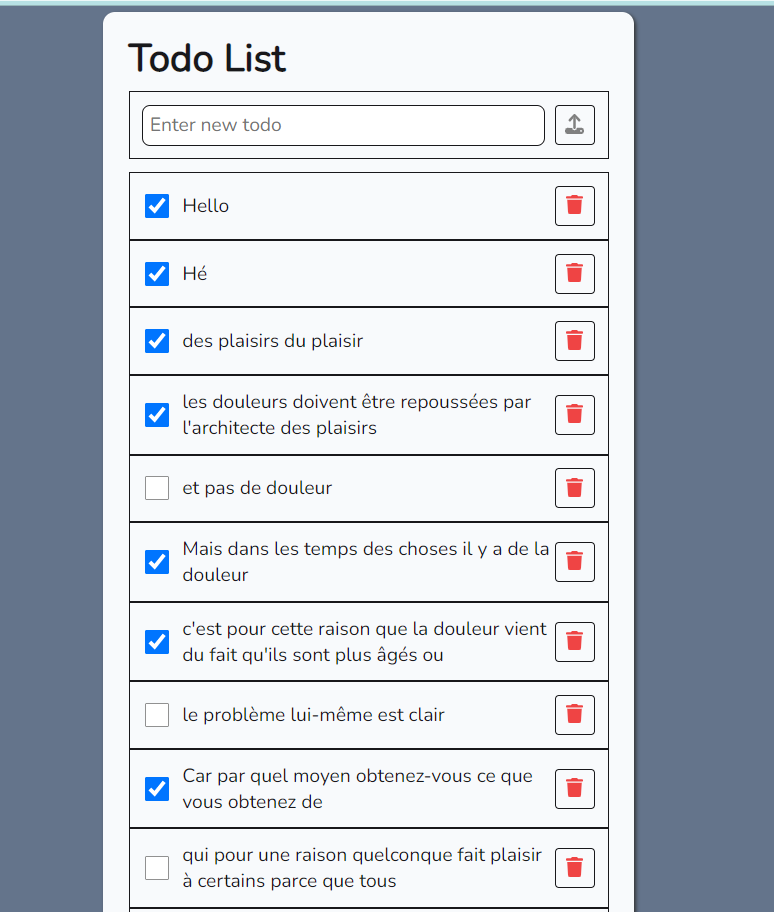 Todo List
Enter new todo
Hello
Hé
des plaisirs du plaisir
les douleurs doivent être repoussées par
l'architecte des plaisirs
et pas de douleur
Mais dans les temps des choses il y a de la
douleur
c'est pour cette raison que la douleur vient
du fait qu'ils sont plus âgés ou
le problème lui-même est clair
Car par quel moyen obtenez-vous ce que
vous obtenez de
qui pour une raison quelconque fait plaisir
à certains parce que tous